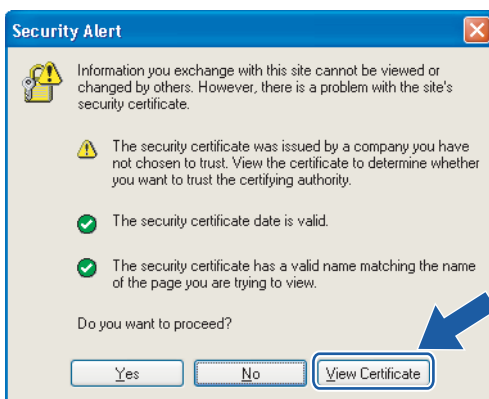 Security Alert
Information you exchange with this site cannot be viewed or
changed by others. However, there is a problem with the site's
security certificate.
The security certificate was issued by a company you have
not chosen to trust. View the certificate to determine whether
you want to trust the certifying authority.
The security certificate date is valid.
The security certificate has a valid name matching the name
of the page you are trying to view.
Do you want to proceed?
Yes No View Certificate